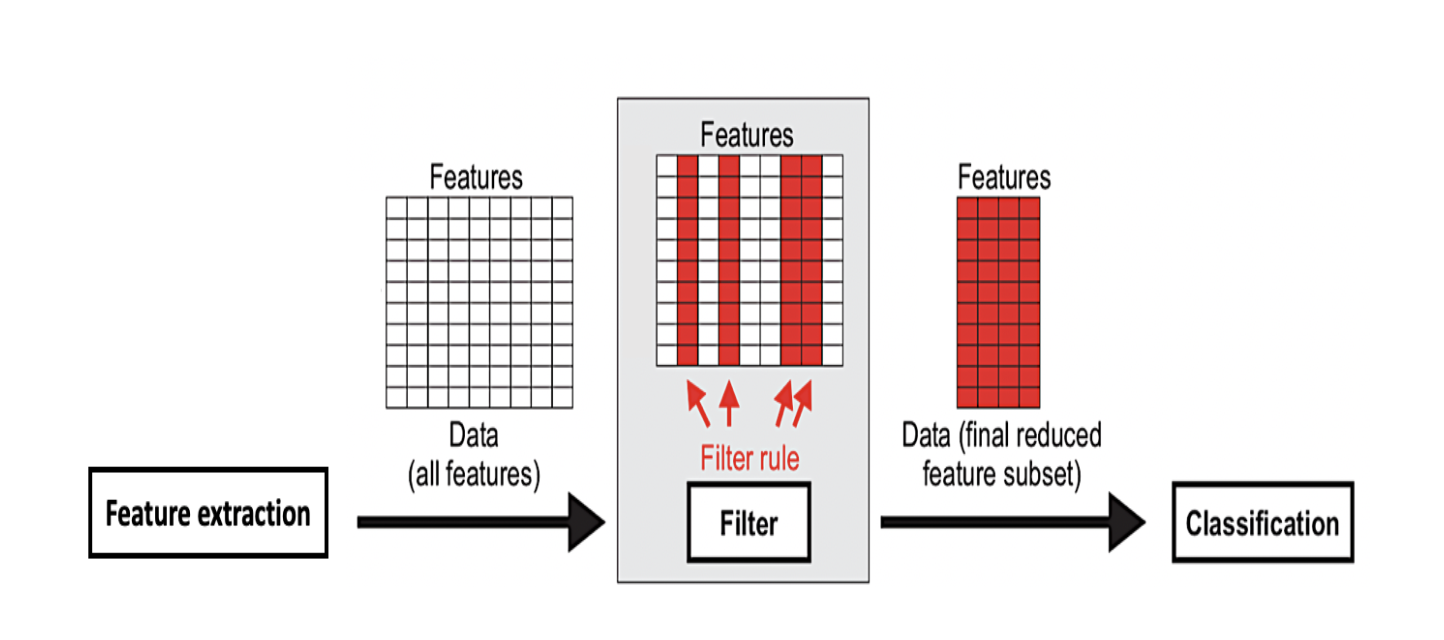 Feature extraction
Features
Data
(all features)
Features
Filter rule
Filter
Features
Data (final reduced
feature subset)
Classification